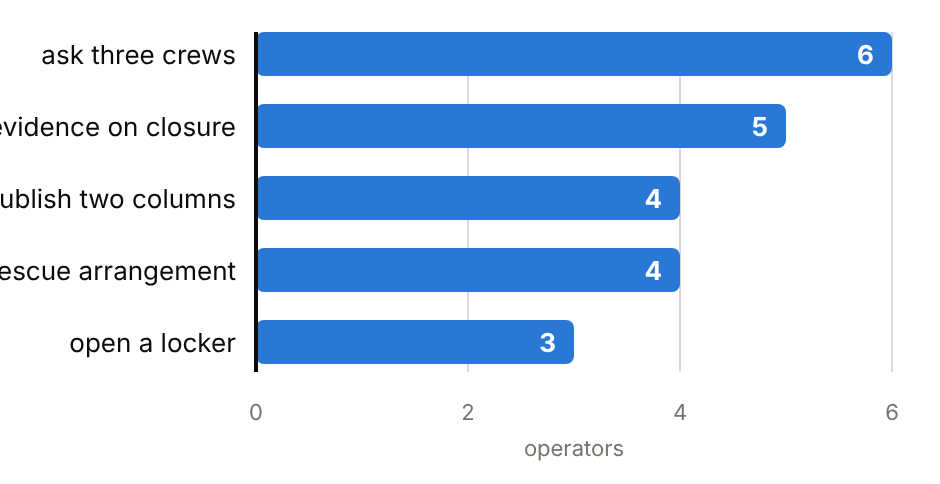 ask three crews
6
evidence on closure
5
ublish two columns
4
escue arrangement
4
open a locker
3
0 2 4 6
operators